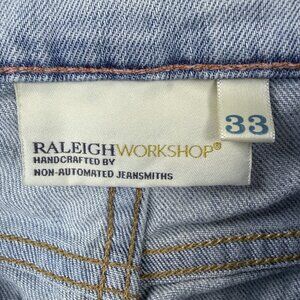 33
RALEIGHWORKSHOP®
HANDCRAFTED BY
NON-AUTOMATED JEANSMITHS